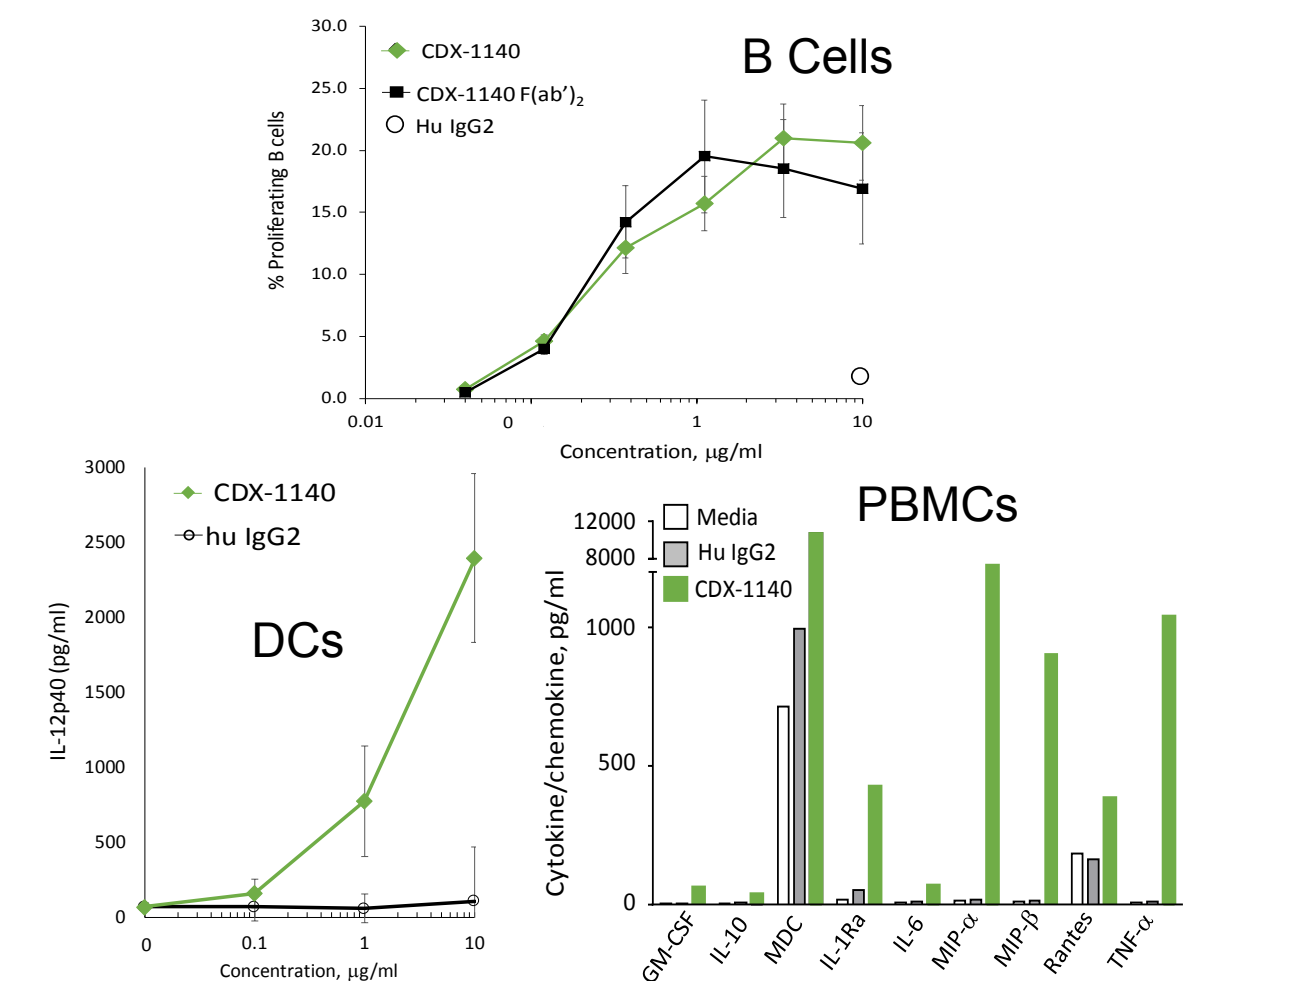 30.0
CDX-1140
B Cells
25.0
CDX-1140 F(ab’)2
Hu IgG2
20.0
% Proliferating B cells
15.0
10.0
5.0
0.0
0.01
0
1
10
Concentration, µg/ml
3000
CDX-1140
2500
hu IgG2
2000
DCs
IL-12p40 (pg/ml)
1500
1000
500
0
0
0.1
1
10
Concentration, µg/ml
PBMCs
12000
Media
8000
Hu IgG2
CDX-1140
1000
Cytokine/chemokine, pg/ml
500
0
GM-CSF
IL-10
MDC
IL-1Ra
IL-6
MIP-α
MIP-β
Rantes
TNF-α